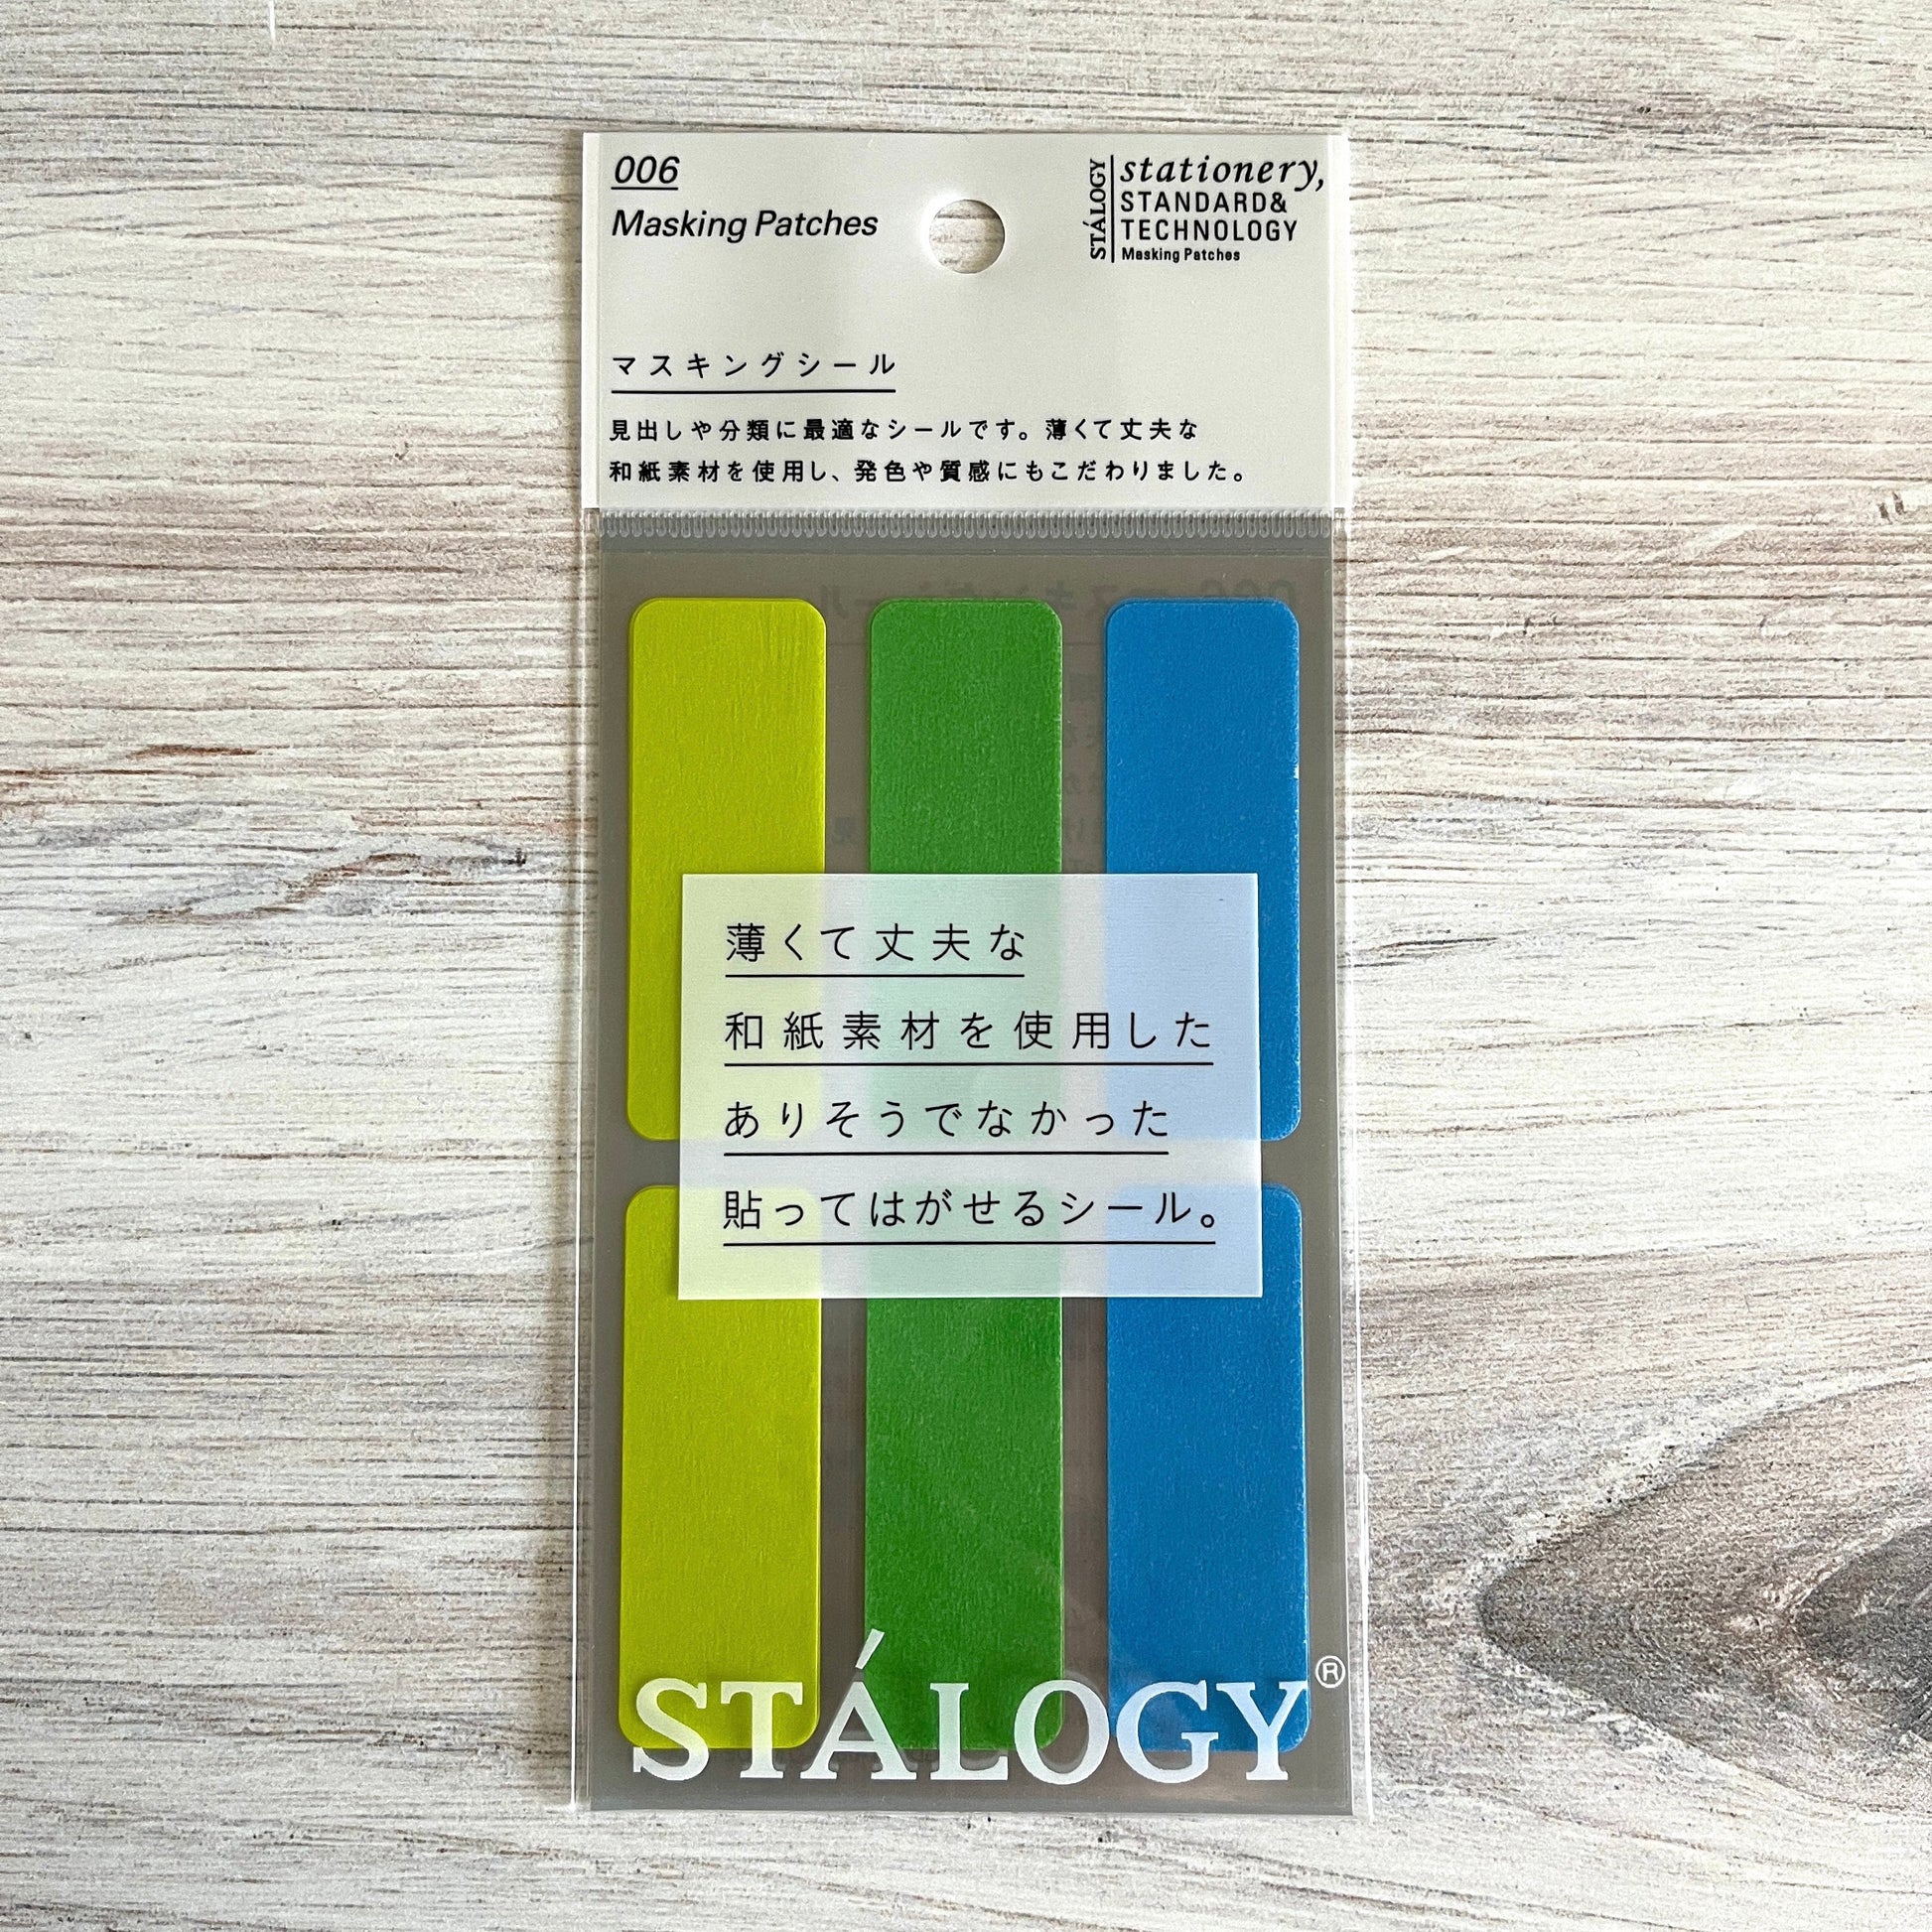 006
Masking Patches
STÁLOGY
stationery,
STANDARD&
TECHNOLOGY
Masking Patches
マスキングシール
見出しや分類に最適なシールです。薄くて丈夫な
和紙素材を使用し、発色や質感にもこだわりました。
薄くて丈夫な
和紙素材を使用した
ありそうでなかった
貼ってはがせるシール。
STÁLOGY®